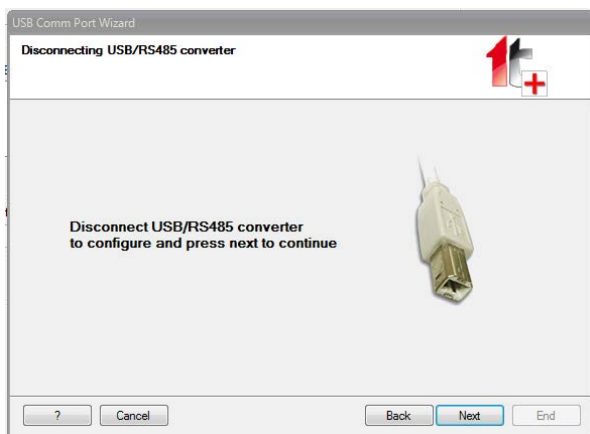 USB Comm Port Wizard
Disconnecting USB/RS485 converter
1t+
Disconnect USB/RS485 converter
to configure and press next to continue
? Cancel Back Next End